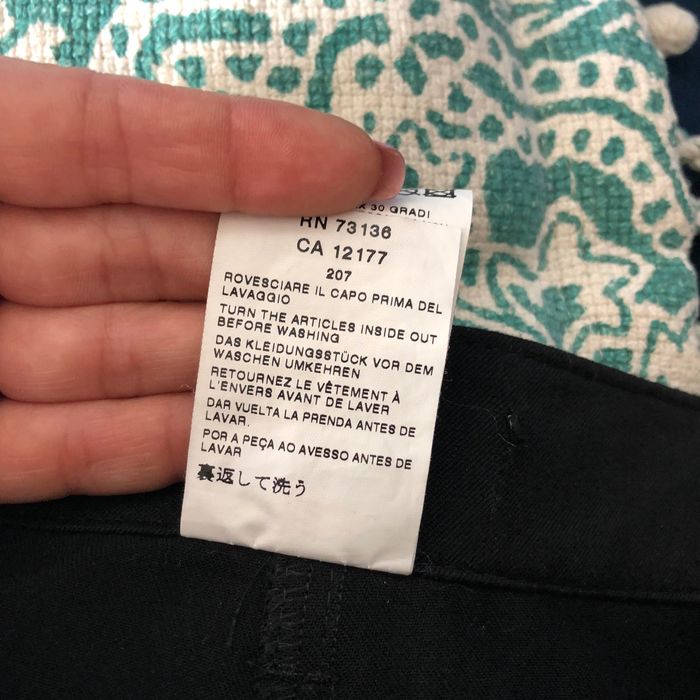 30 GRADI
RN 73136
CA 12177
207
ROVESCIARE IL CAPO PRIMA DEL
LAVAGGIO
TURN THE ARTICLES INSIDE OUT
BEFORE WASHING
DAS KLEIDUNGSSTÜCK VOR DEM
WASCHEN UMKEHREN
RETOURNEZ LE VÊTEMENT À
L'ENVERS AVANT DE LAVER
DAR VUELTA LA PRENDA ANTES DE
LAVAR.
POR A PEÇA AO AVESSO ANTES DE
LAVAR
裏返して洗う